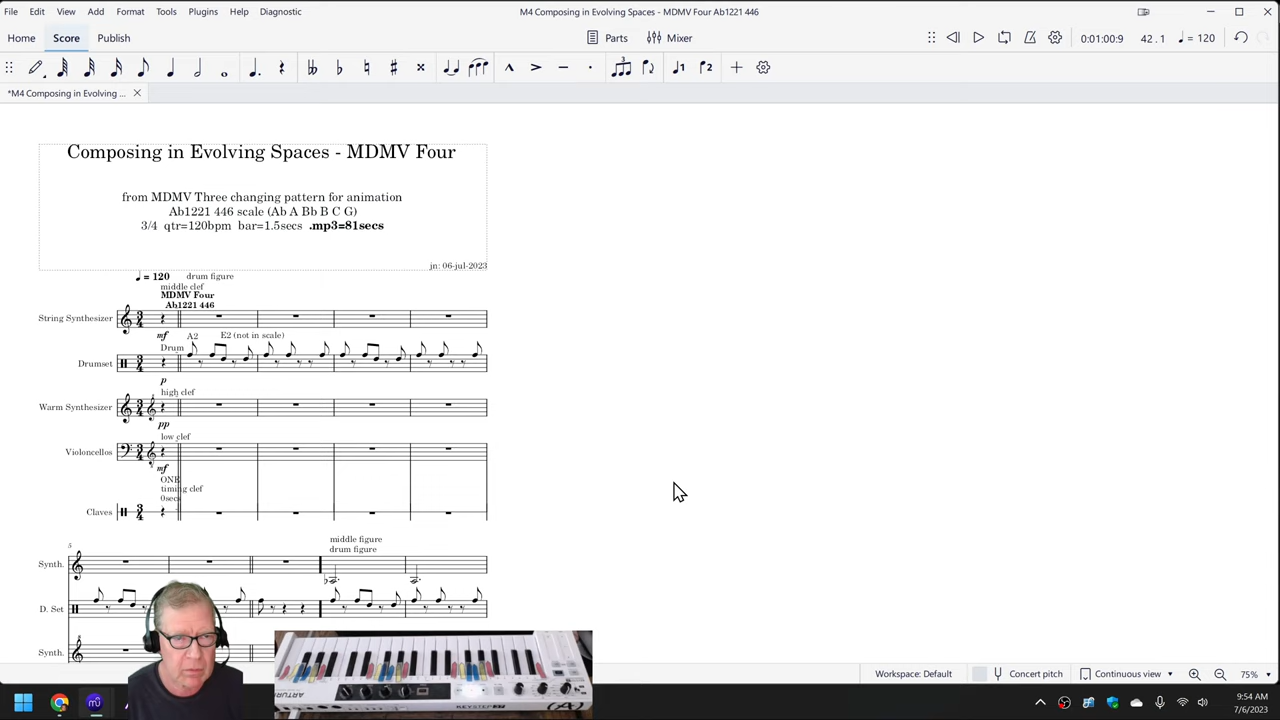 File Edit View Add Format Tools Plugins Help Diagnostic
M4 Composing in Evolving Spaces - MDMV Four Ab1221 446
Home Score Publish
Parts Mixer
0:01:00:9 42 . 1 = 120
*M4 Composing in Evolving ...
Composing in Evolving Spaces - MDMV Four
from MDMV Three changing pattern for animation
Ab1221 446 scale (Ab A Bb B C G)
3/4 qtr=120bpm bar=1.5secs .mp3=81secs
jn: 06-jul-2023
= 120 drum figure
middle clef
MDMV Four
Ab1221 446
String Synthesizer
mf A2 E2 (not in scale)
Drum
Drumset
p
high clef
Warm Synthesizer
pp
low clef
Violoncellos
mf
ONE
timing clef
0secs
Claves
middle figure
5 drum figure
Synth.
D. Set
Synth.
ARTURIA
KEYSTEP 37
Workspace: Default Concert pitch Continuous view 75%
9:54 AM
7/6/2023